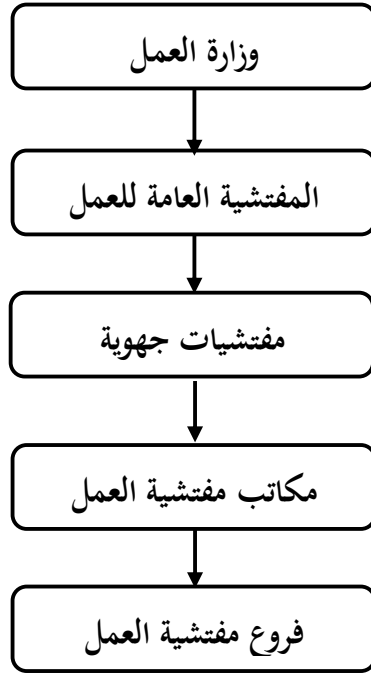 وزارة العمل
المفتشية العامة للعمل
مفتشيات جهوية
مكاتب مفتشية العمل
فروع مفتشية العمل